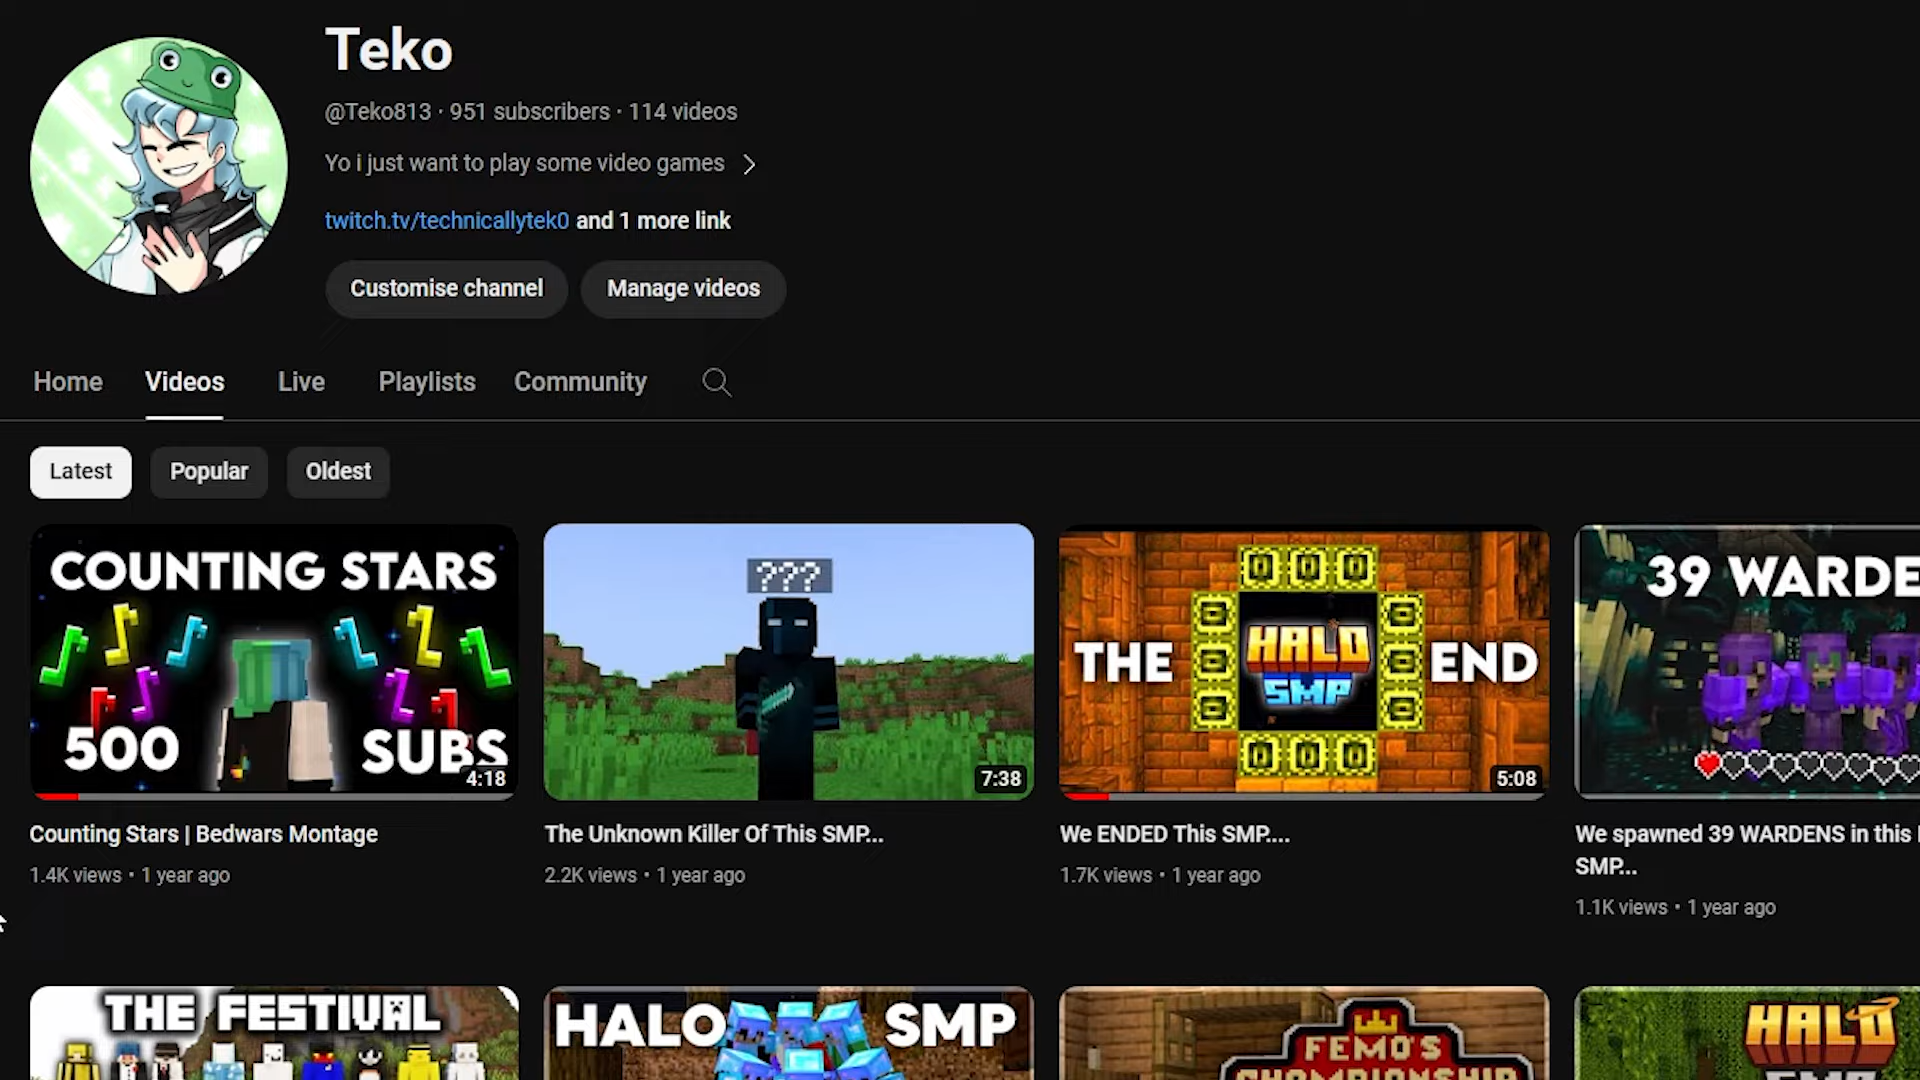 Teko
@Teko813 · 951 subscribers · 114 videos
Yo i just want to play some video games
twitch.tv/technicallytek0 and 1 more link
Customise channel
Manage videos
Home
Videos
Live
Playlists
Community
Latest
Popular
Oldest
COUNTING STARS
500
SUBS
4:18
???
7:38
THE
HALO
SMP
END
5:08
39 WARDE
Counting Stars | Bedwars Montage
1.4K views • 1 year ago
The Unknown Killer Of This SMP...
2.2K views • 1 year ago
We ENDED This SMP....
1.7K views • 1 year ago
We spawned 39 WARDENS in this
SMP...
1.1K views • 1 year ago
THE FESTIVAL
HALO SMP
FEMO'S
CHAMPIONSHIP
HALO
SMP